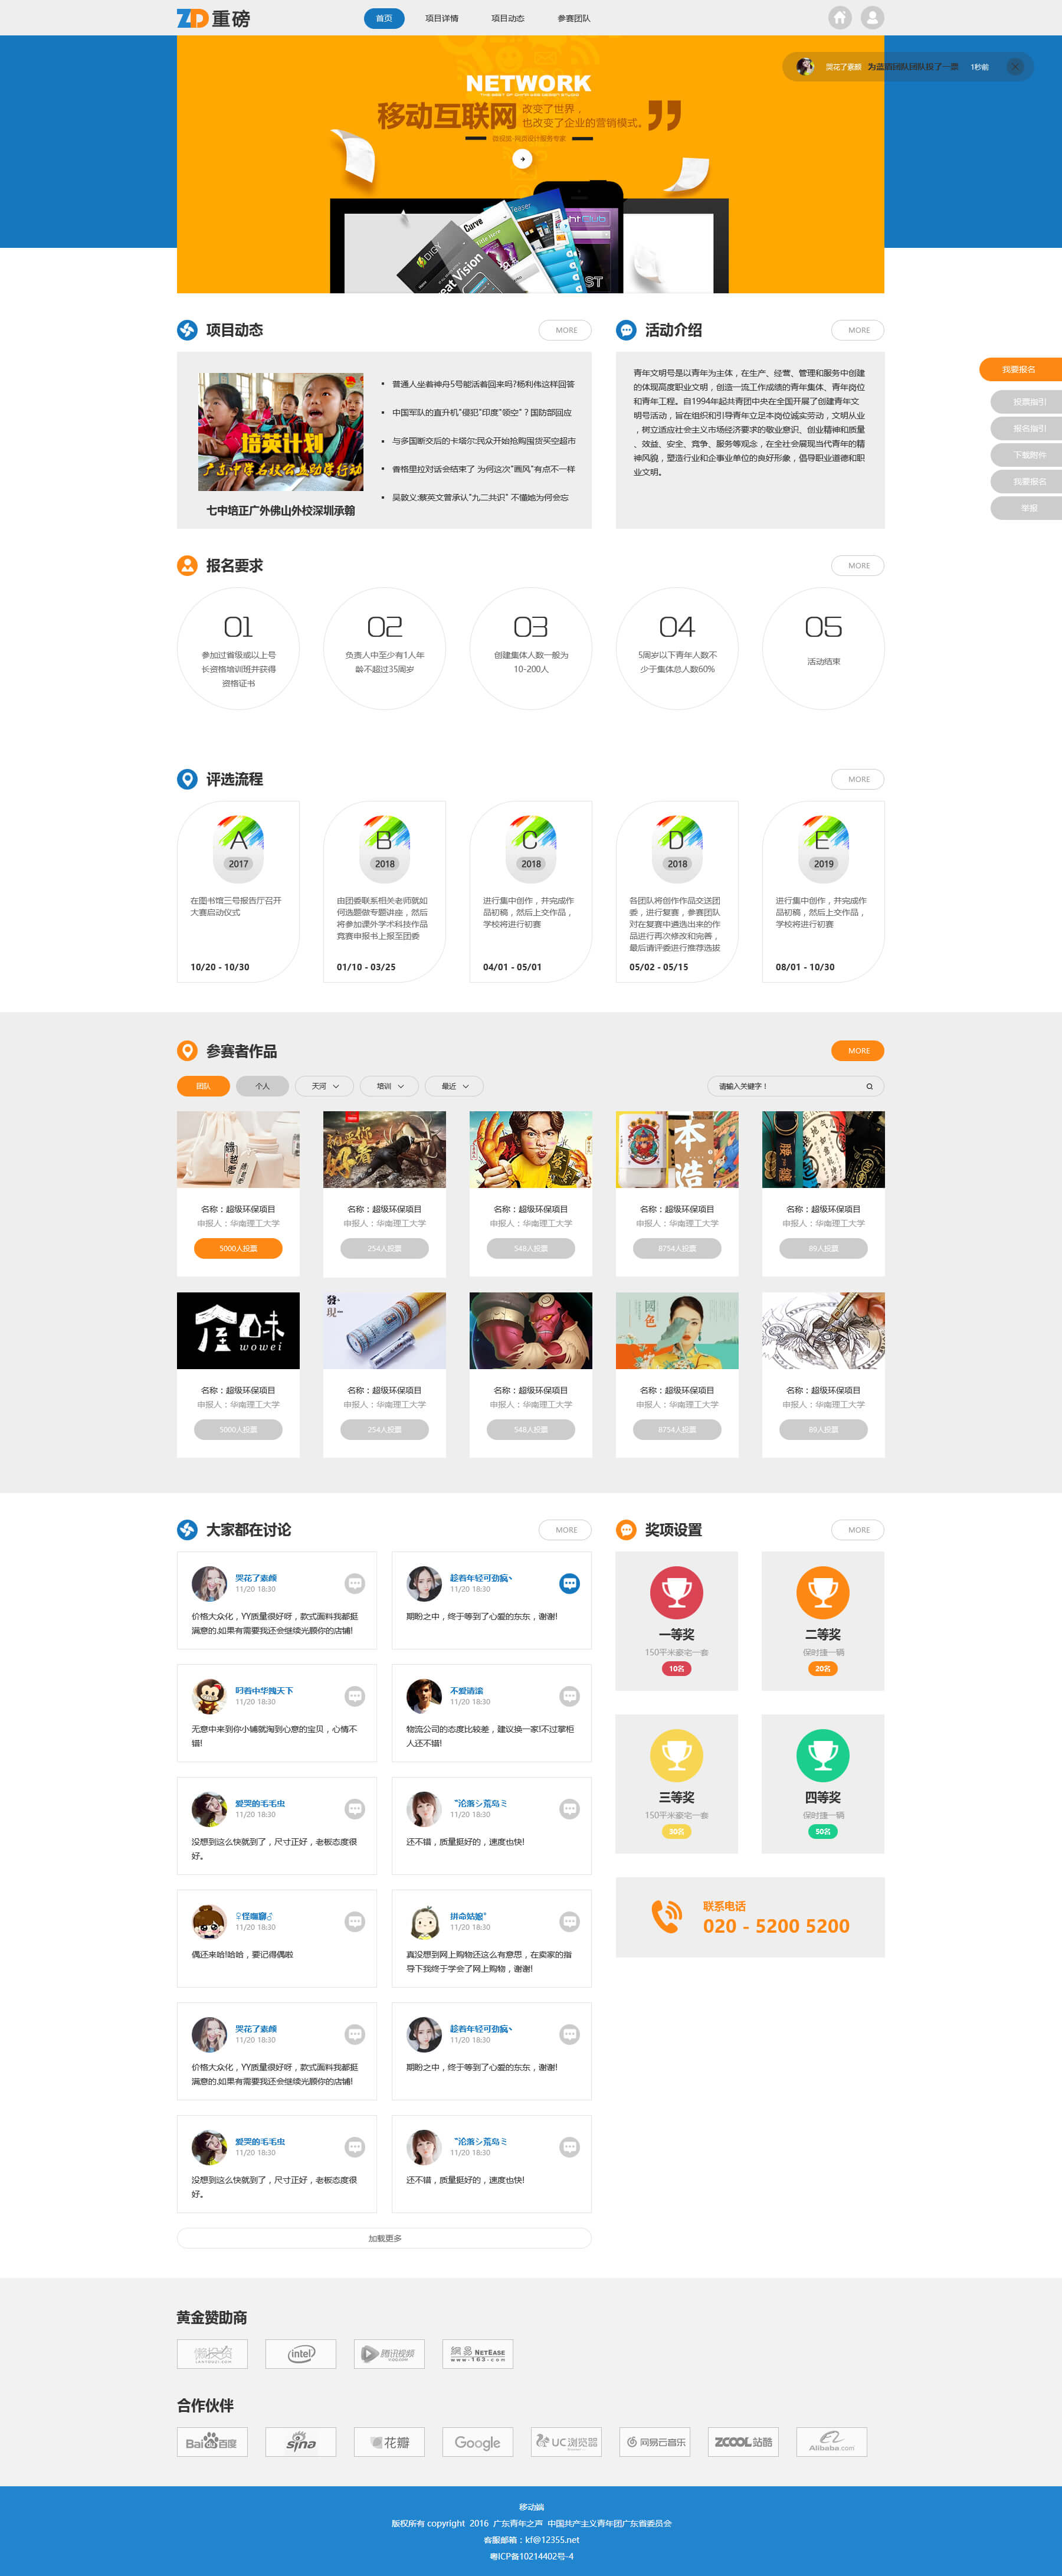 ZD重磅
首页
项目详情
项目动态
参赛团队
哭花了素颜 为蓝盾团队团队投了一票 1秒前
NETWORK
移动互联网
改变了世界，
也改变了企业的营销模式。
项目动态
MORE
培英计划
广东中学名校公益助学行动
七中培正广外佛山外校深圳承翰
普通人坐着神舟5号能活着回来吗?杨利伟这样回答
中国军队的直升机"侵犯"印度"领空"？国防部回应
与多国断交后的卡塔尔:民众开始抢购囤货买空超市
香格里拉对话会结束了 为何这次"画风"有点不一样
吴敦义:蔡英文曾承认"九二共识" 不懂她为何会忘
活动介绍
MORE
青年文明号是以青年为主体，在生产、经营、管理和服务中创建
的体现高度职业文明，创造一流工作成绩的青年集体、青年岗位
和青年工程。自1994年起共青团中央在全国开展了创建青年文
明号活动，旨在组织和引导青年立足本岗位诚实劳动，文明从业
，树立适应社会主义市场经济要求的敬业意识、创业精神和质量
、效益、安全、竞争、服务等观念，在全社会展现当代青年的精
神风貌，塑造行业和企事业单位的良好形象，倡导职业道德和职
业文明。
我要报名
投票指引
报名指引
下载附件
我要报名
举报
报名要求
MORE
01
参加过省级或以上号
长资格培训班并获得
资格证书
02
负责人中至少有1人年
龄不超过35周岁
03
创建集体人数一般为
10-200人
04
5周岁以下青年人数不
少于集体总人数60%
05
活动结束
评选流程
MORE
A
2017
在图书馆三号报告厅召开
大赛启动仪式
10/20 - 10/30
B
2018
由团委联系相关老师就如
何选题做专题讲座，然后
将参加课外学术科技作品
竞赛申报书上报至团委
01/10 - 03/25
C
2018
进行集中创作，并完成作
品初稿，然后上交作品，
学校将进行初赛
04/01 - 05/01
D
2018
各团队将创作作品交送团
委，进行复赛，参赛团队
对在复赛中遴选出来的作
品进行再次修改和完善，
最后请评委进行推荐选拔
05/02 - 05/15
E
2019
进行集中创作，并完成作
品初稿，然后上交作品，
学校将进行初赛
08/01 - 10/30
参赛者作品
MORE
团队
个人
天河
培训
最近
请输入关键字！
名称：超级环保项目
申报人：华南理工大学
5000人投票
名称：超级环保项目
申报人：华南理工大学
254人投票
名称：超级环保项目
申报人：华南理工大学
548人投票
本造
名称：超级环保项目
申报人：华南理工大学
8754人投票
名称：超级环保项目
申报人：华南理工大学
89人投票
wowei
名称：超级环保项目
申报人：华南理工大学
5000人投票
發現
名称：超级环保项目
申报人：华南理工大学
254人投票
名称：超级环保项目
申报人：华南理工大学
548人投票
國色
名称：超级环保项目
申报人：华南理工大学
8754人投票
名称：超级环保项目
申报人：华南理工大学
89人投票
大家都在讨论
MORE
哭花了素颜
11/20 18:30
价格大众化，YY质量很好呀，款式面料我都挺
满意的.如果有需要我还会继续光顾你的店铺!
趁着年轻可劲疯丶
11/20 18:30
期盼之中，终于等到了心爱的东东，谢谢!
叼着中华拽天下
11/20 18:30
无意中来到你小铺就淘到心意的宝贝，心情不
错!
不爱请滚
11/20 18:30
物流公司的态度比较差，建议换一家!不过掌柜
人还不错!
爱哭的毛毛虫
11/20 18:30
没想到这么快就到了，尺寸正好，老板态度很
好。
〝沦落シ荒岛ミ
11/20 18:30
还不错，质量挺好的，速度也快!
♀怪嘴聊♂
11/20 18:30
偶还来哈!哈哈，要记得偶啦
拼命姑娘°
11/20 18:30
真没想到网上购物还这么有意思，在卖家的指
导下我终于学会了网上购物，谢谢!
哭花了素颜
11/20 18:30
价格大众化，YY质量很好呀，款式面料我都挺
满意的.如果有需要我还会继续光顾你的店铺!
趁着年轻可劲疯丶
11/20 18:30
期盼之中，终于等到了心爱的东东，谢谢!
爱哭的毛毛虫
11/20 18:30
没想到这么快就到了，尺寸正好，老板态度很
好。
〝沦落シ荒岛ミ
11/20 18:30
还不错，质量挺好的，速度也快!
加载更多
奖项设置
MORE
一等奖
150平米豪宅一套
10名
二等奖
保时捷一辆
20名
三等奖
150平米豪宅一套
30名
四等奖
保时捷一辆
50名
联系电话
020 - 5200 5200
黄金赞助商
懒投资
intel
腾讯视频
網易 NETEASE
www.163.com
合作伙伴
Bai百度
sina
花瓣
Google
UC浏览器
网易云音乐
ZCOOL站酷
Alibaba.com
移动端
版权所有 copyright 2016 广东青年之声 中国共产主义青年团广东省委员会
客服邮箱：kf@12355.net
粤ICP备10214402号-4